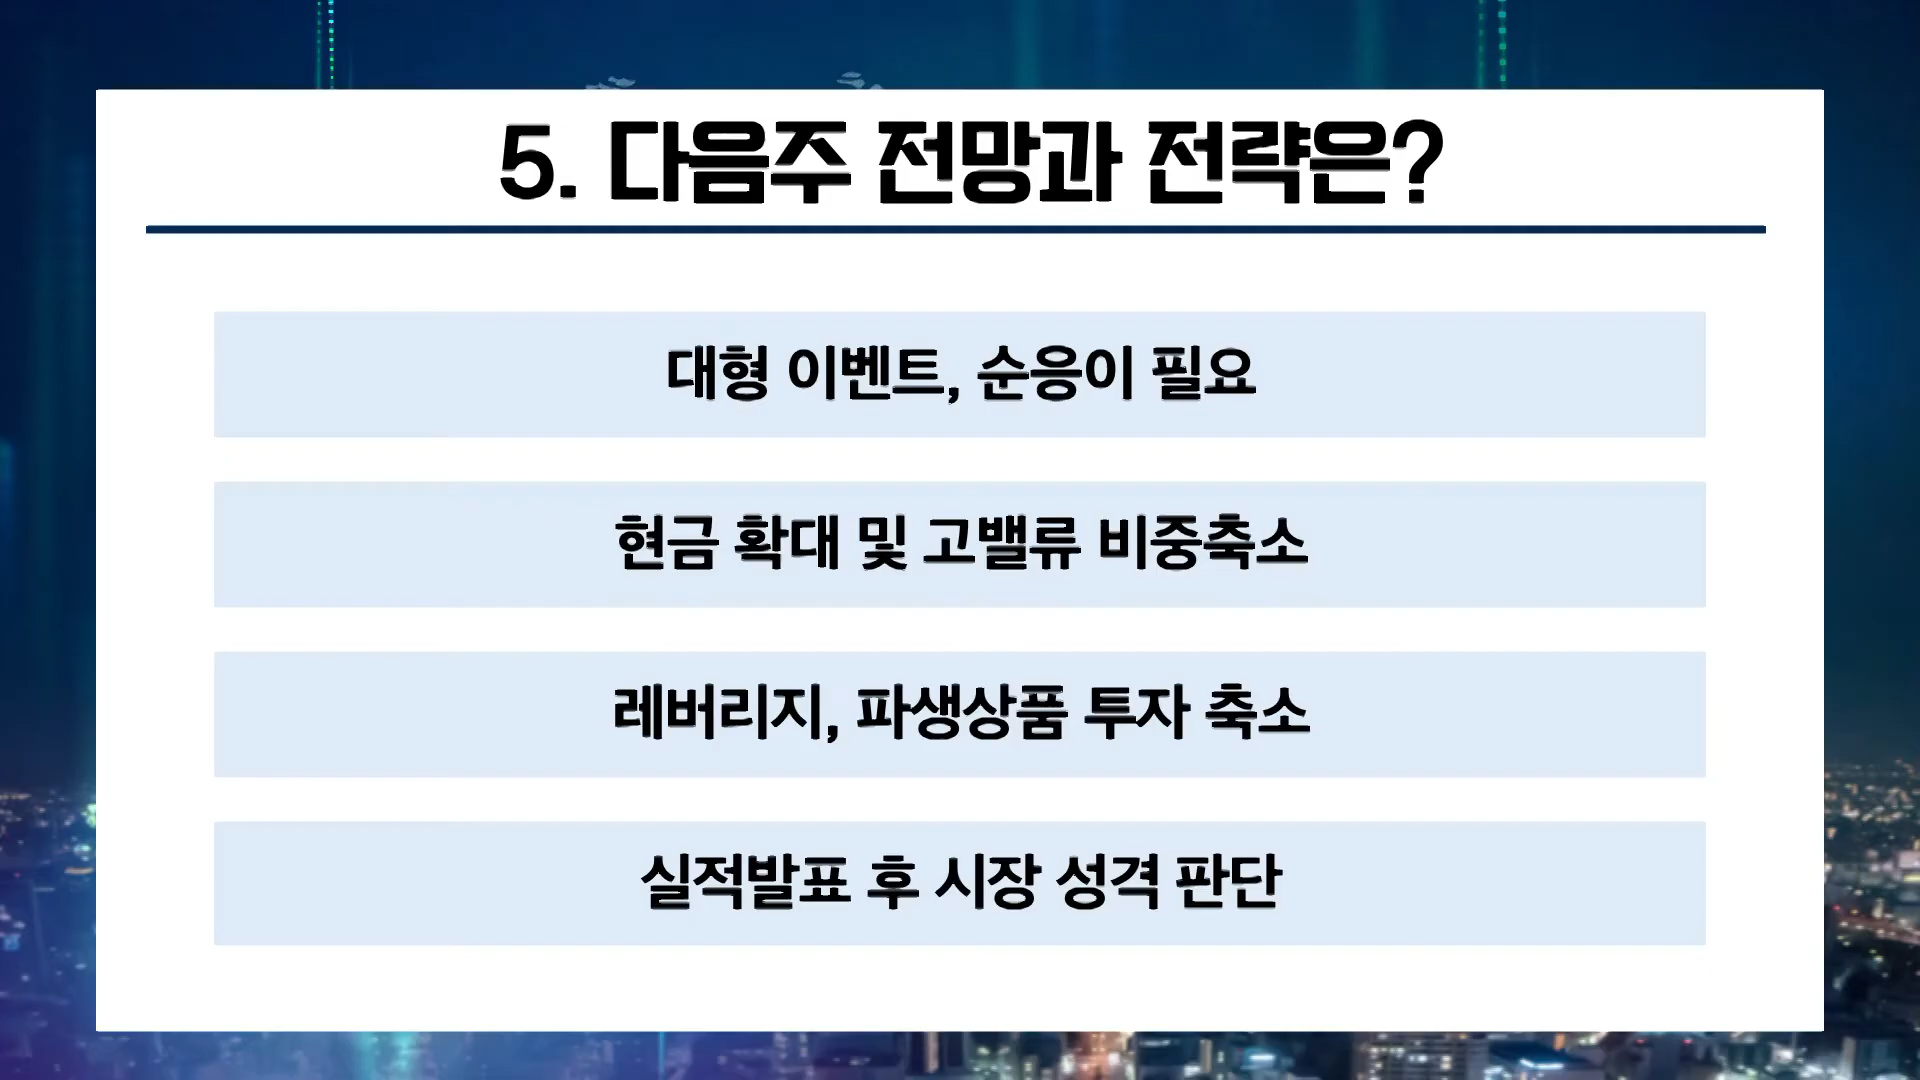 5. 다음주 전망과 전략은?
대형 이벤트, 순응이 필요
현금 확대 및 고밸류 비중축소
레버리지, 파생상품 투자 축소
실적발표 후 시장 성격 판단